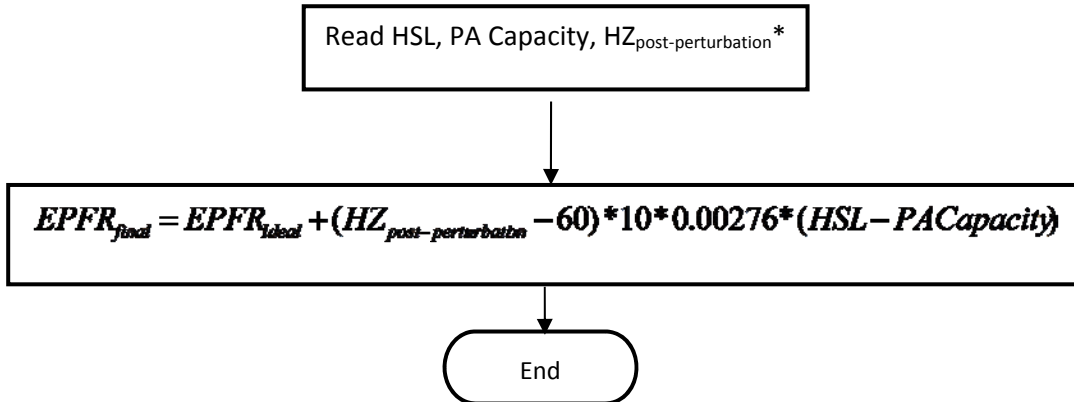 Read HSL, PA Capacity, HZpost-perturbation*
EPFRfinal = EPFRideal + (HZpost-perturbation − 60) * 10 * 0.00276 * (HSL − PACapacity)
End